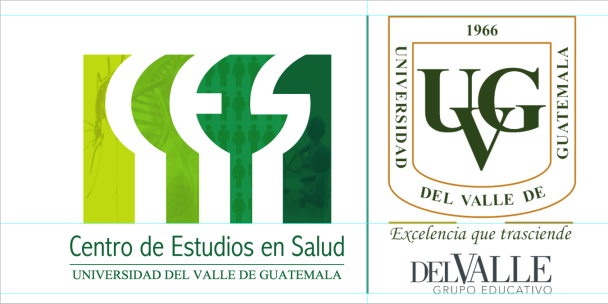 CES
Centro de Estudios en Salud
UNIVERSIDAD DEL VALLE DE GUATEMALA
1966
UNIVERSIDAD
DEL VALLE DE
GUATEMALA
UVG
Excelencia que trasciende
DELVALLE
GRUPO EDUCATIVO